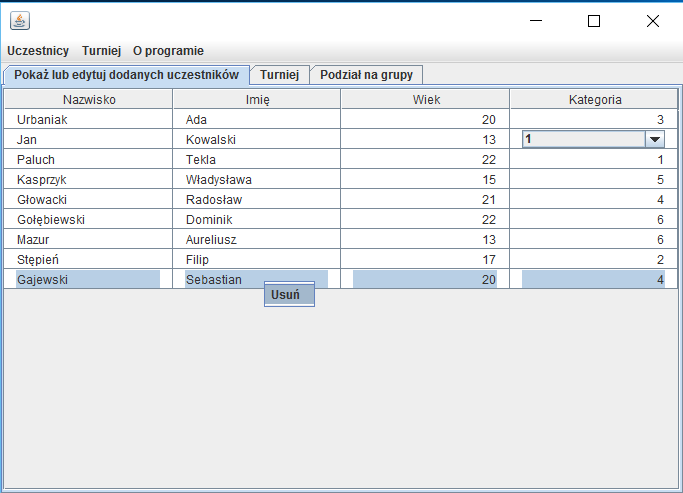 Uczestnicy Turniej O programie
Pokaż lub edytuj dodanych uczestników Turniej Podział na grupy
Nazwisko Imię Wiek Kategoria
Urbaniak Ada 20 3
Jan Kowalski 13 1
Paluch Tekla 22 1
Kasprzyk Władysława 15 5
Głowacki Radosław 21 4
Gołębiewski Dominik 22 6
Mazur Aureliusz 13 6
Stępień Filip 17 2
Gajewski Sebastian 20 4
Usuń